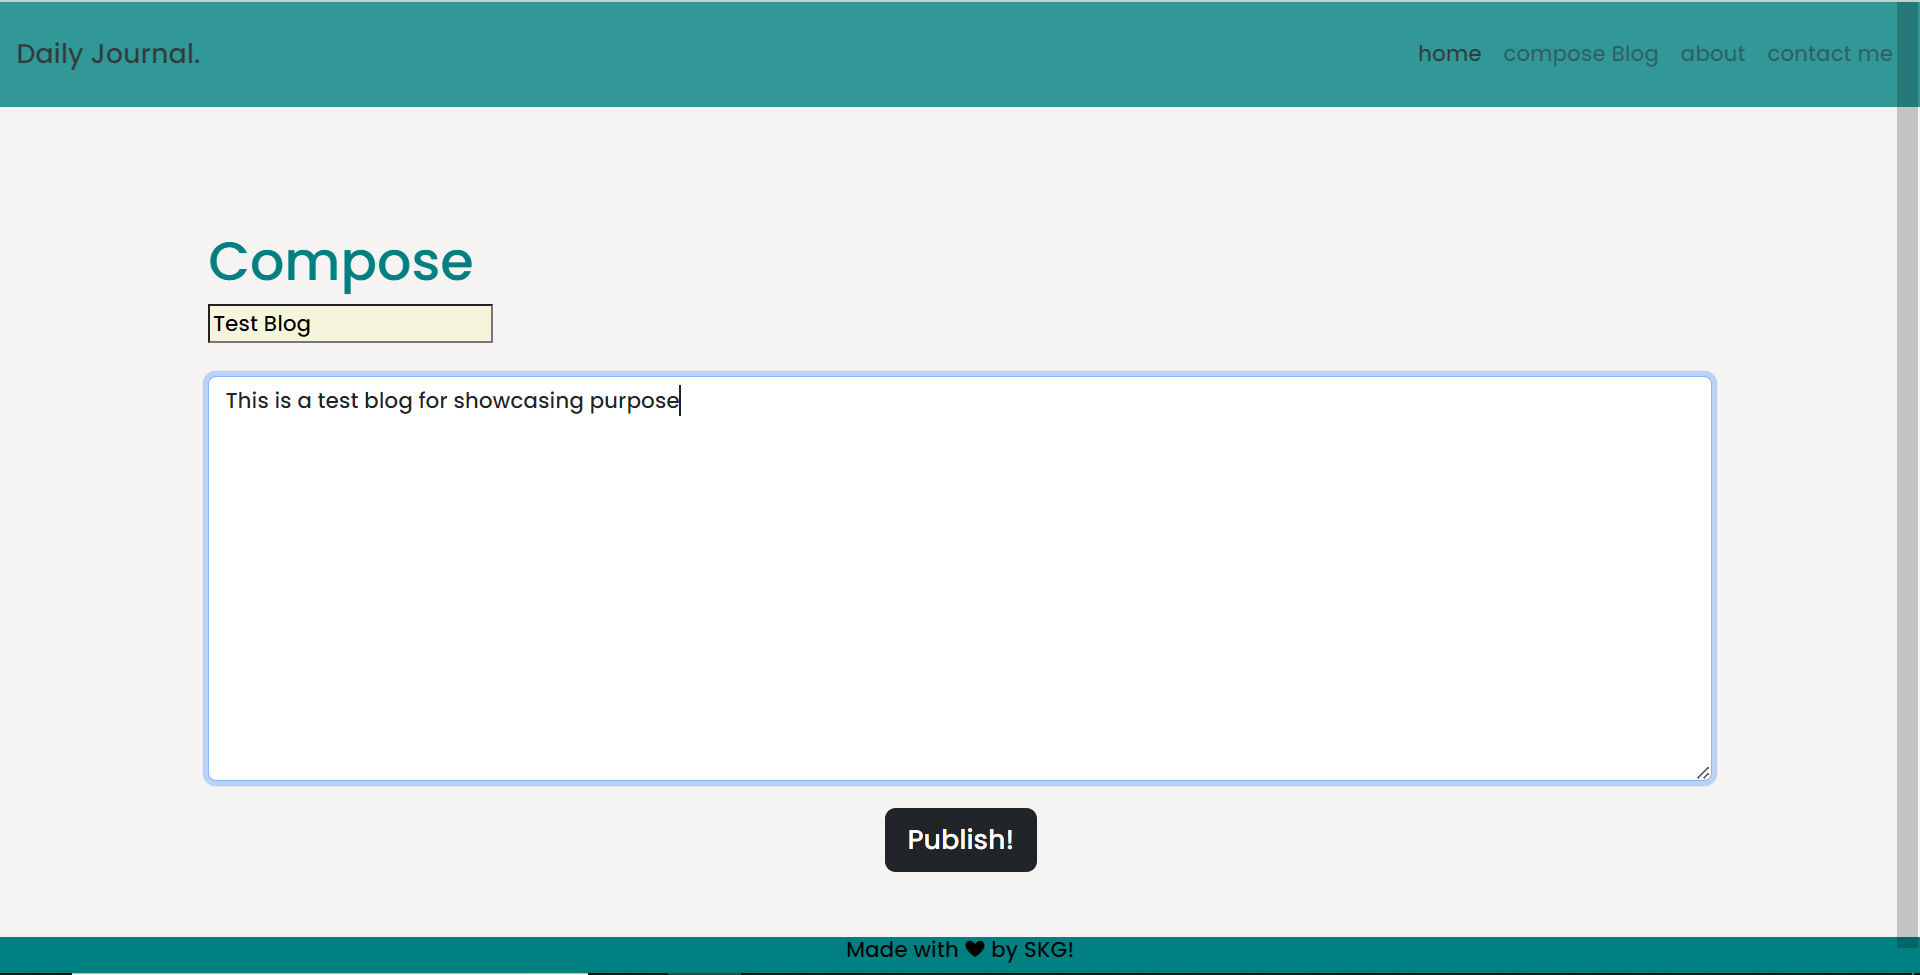 Daily Journal.
home compose Blog about contact me
Compose
Test Blog
This is a test blog for showcasing purpose
Publish!
Made with ♥ by SKG!